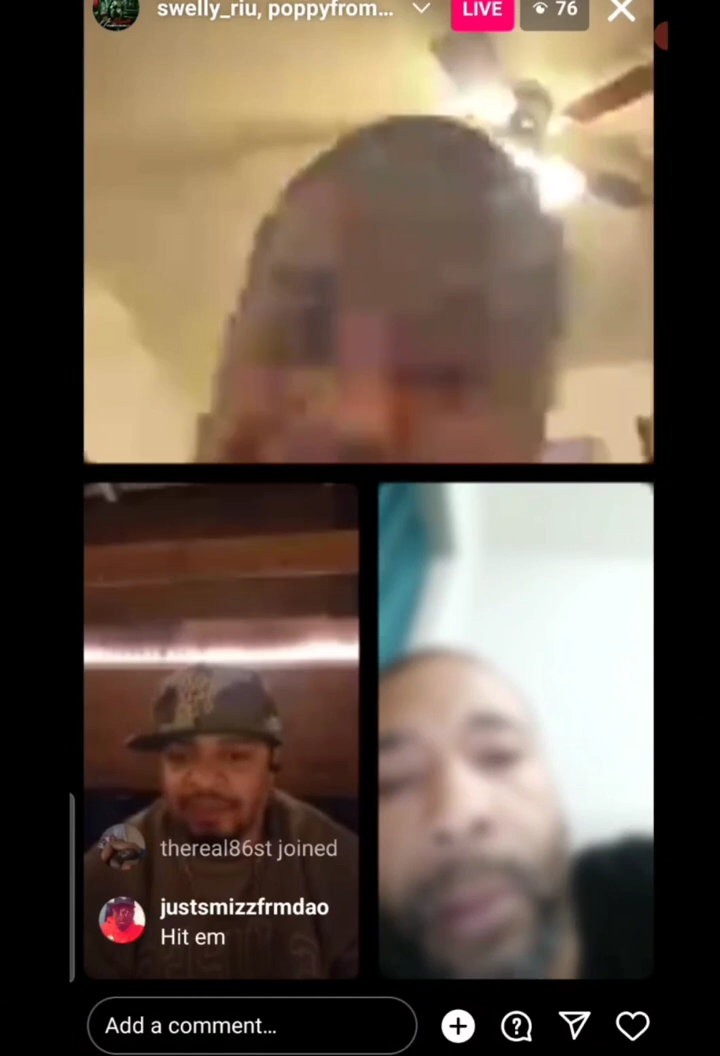 swelly_riu, poppyfrom...
LIVE
76
thereal86st joined
justsmizzfrmdao
Hit em
Add a comment...